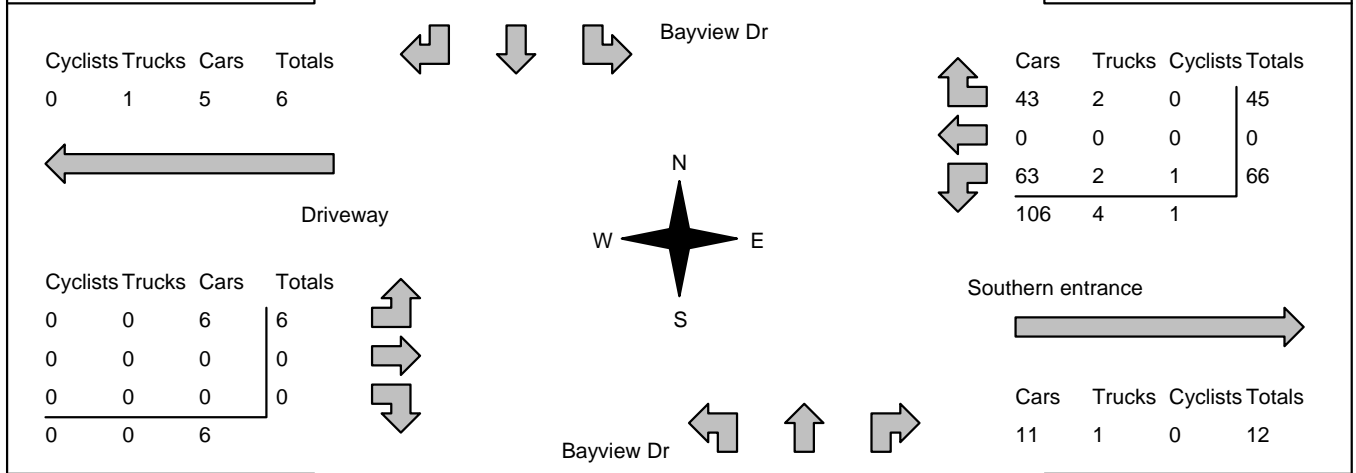 Bayview Dr
Cyclists Trucks Cars Totals
0 1 5 6
Cars Trucks Cyclists Totals
43 2 0 45
0 0 0 0
63 2 1 66
106 4 1
Driveway
N
W E
S
Cyclists Trucks Cars Totals
0 0 6 6
0 0 0 0
0 0 0 0
0 0 6
Southern entrance
Cars Trucks Cyclists Totals
11 1 0 12
Bayview Dr